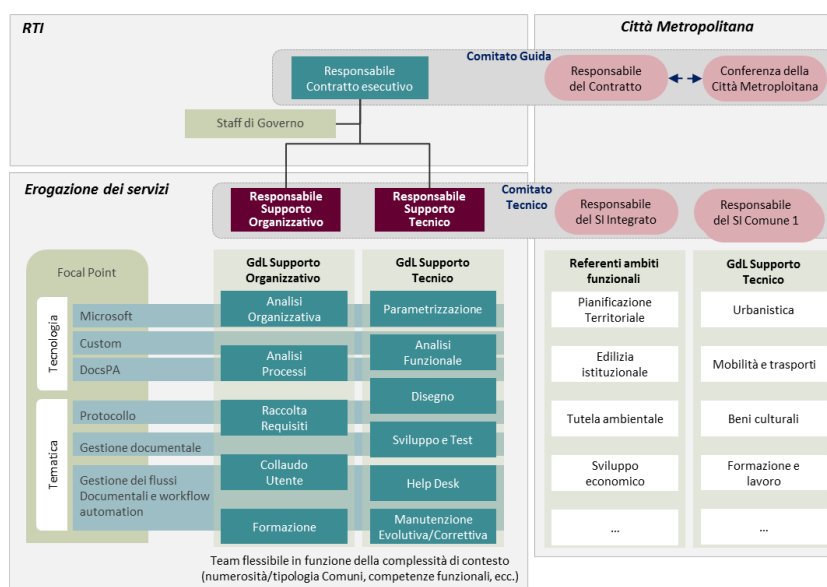 RTI
Città Metropolitana
Comitato Guida
Responsabile
Contratto esecutivo
Responsabile
del Contratto
Conferenza della
Città Metroploitana
Staff di Governo
Erogazione dei servizi
Responsabile
Supporto
Organizzativo
Responsabile
Supporto
Tecnico
Comitato
Tecnico
Responsabile
del SI Integrato
Responsabile
del SI Comune 1
Focal Point
Tecnologia
Microsoft
Custom
DocsPA
Tematica
Protocollo
Gestione documentale
Gestione dei flussi
Documentali e workflow
automation
GdL Supporto
Organizzativo
Analisi
Organizzativa
Analisi
Processi
Raccolta
Requisiti
Collaudo
Utente
Formazione
GdL Supporto
Tecnico
Parametrizzazione
Analisi
Funzionale
Disegno
Sviluppo e Test
Help Desk
Manutenzione
Evolutiva/Correttiva
Referenti ambiti
funzionali
Pianificazione
Territoriale
Edilizia
istituzionale
Tutela ambientale
Sviluppo
economico
...
GdL Supporto
Tecnico
Urbanistica
Mobilità e trasporti
Beni culturali
Formazione e
lavoro
...
Team flessibile in funzione della complessità di contesto
(numerosità/tipologia Comuni, competenze funzionali, ecc.)